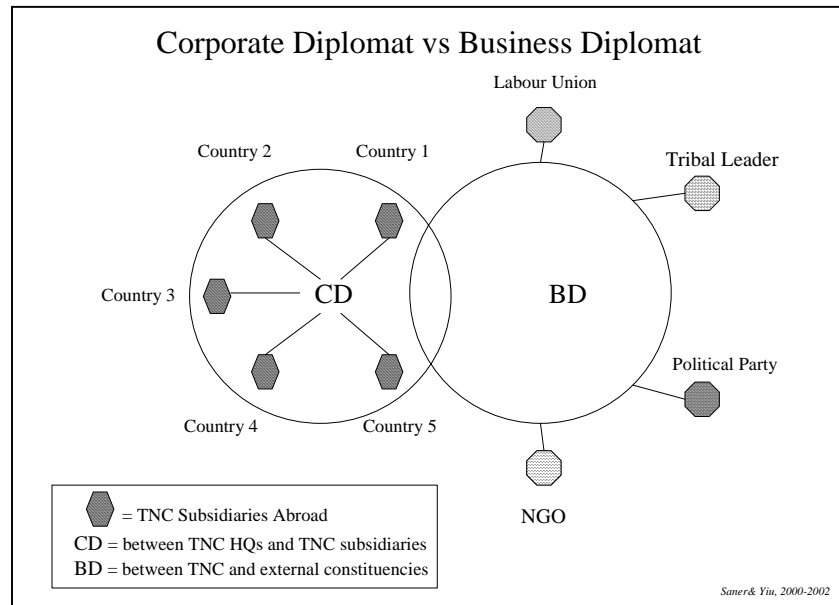 Corporate Diplomat vs Business Diplomat
Labour Union
Country 2
Country 1
Tribal Leader
Country 3
CD
BD
Political Party
Country 4
Country 5
NGO
= TNC Subsidiaries Abroad
CD = between TNC HQs and TNC subsidiaries
BD = between TNC and external constituencies
Saner& Yiu, 2000-2002